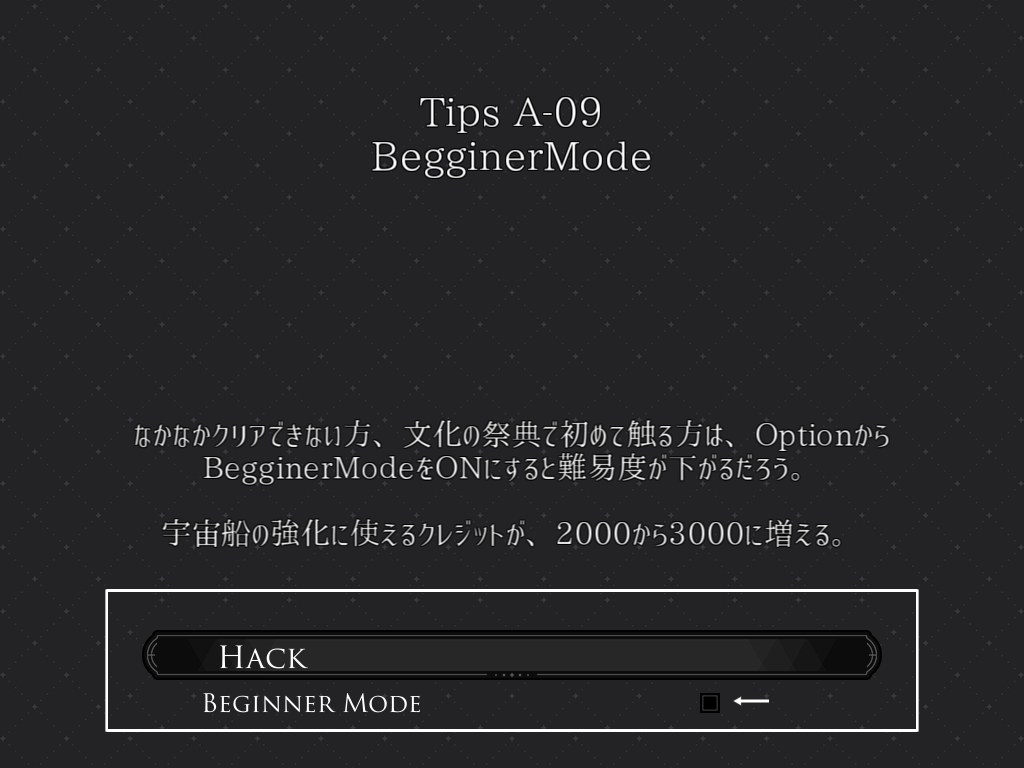 Tips A-09
BegginerMode
なかなかクリアできない方、文化の祭典で初めて触る方は、Optionから
BegginerModeをONにすると難易度が下がるだろう。
宇宙船の強化に使えるクレジットが、2000から3000に増える。
HACK
BEGINNER MODE